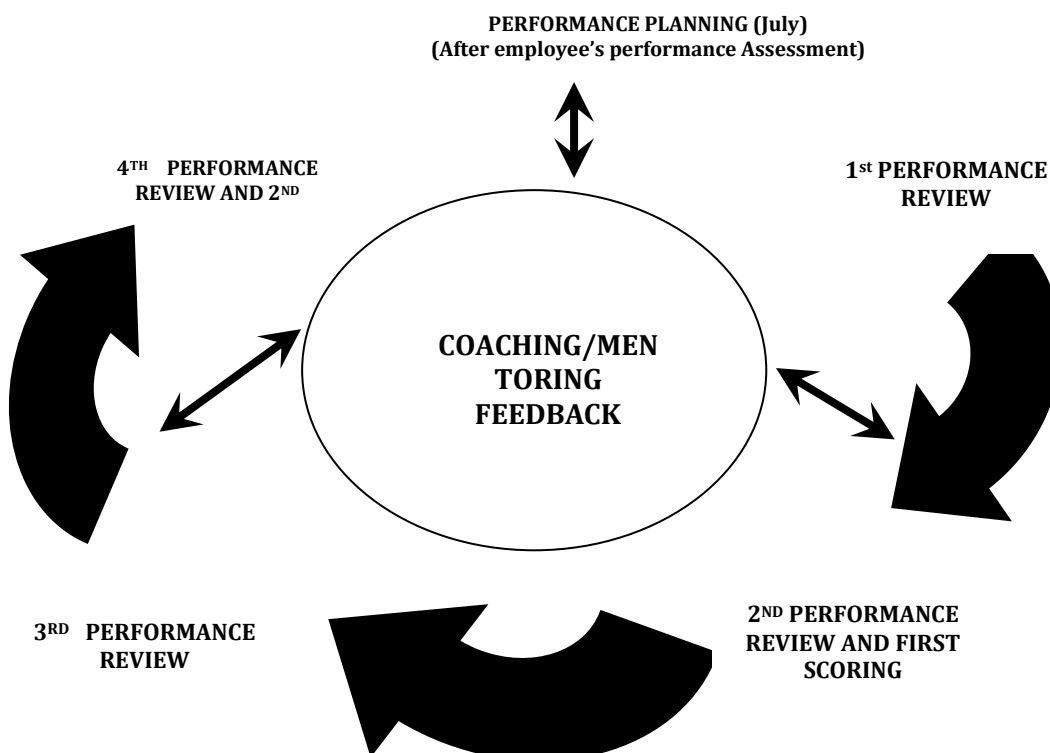 PERFORMANCE PLANNING (July)
(After employee's performance Assessment)
4TH PERFORMANCE
REVIEW AND 2ND
1st PERFORMANCE
REVIEW
COACHING/MEN
TORING
FEEDBACK
3RD PERFORMANCE
REVIEW
2ND PERFORMANCE
REVIEW AND FIRST
SCORING